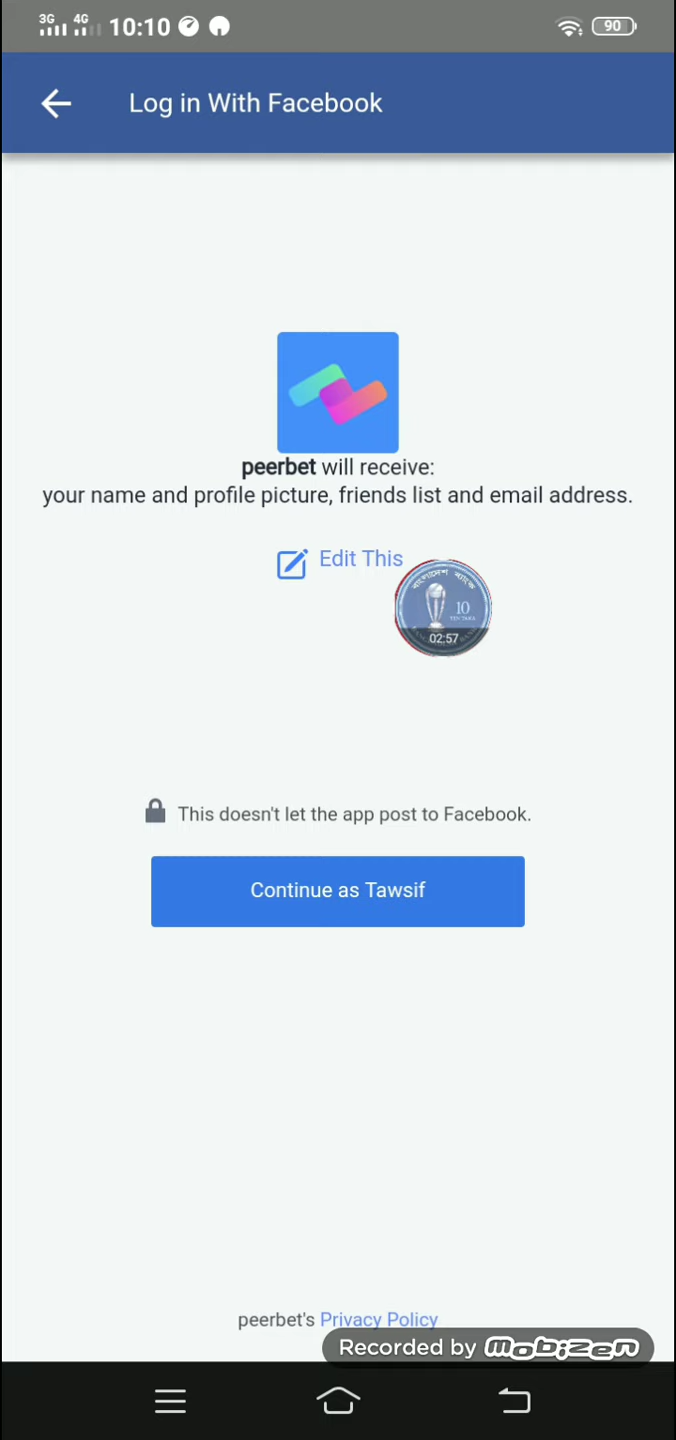 3G 4G 10:10 90
Log in With Facebook
peerbet will receive:
your name and profile picture, friends list and email address.
Edit This
বাংলাদেশ ব্যাংক
10
TEN TAKA
02:57
This doesn't let the app post to Facebook.
Continue as Tawsif
peerbet's Privacy Policy
Recorded by mobizen